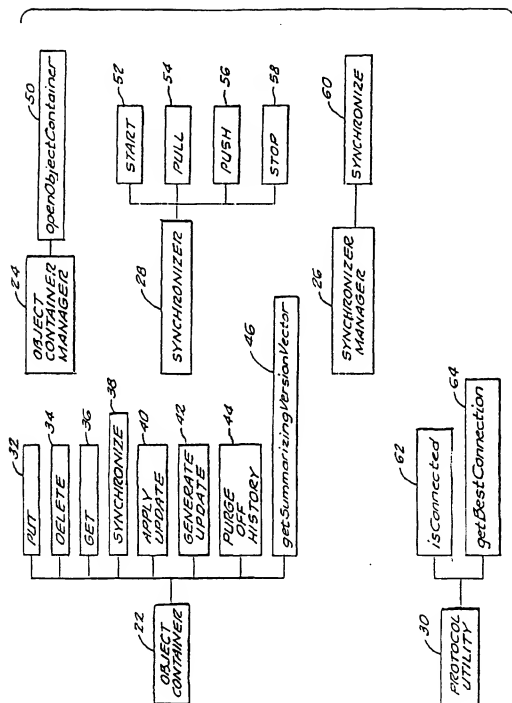 OBJECT
CONTAINER
22
PUT
32
DELETE
34
GET
36
SYNCHRONIZE
38
APPLY
UPDATE
40
GENERATE
UPDATE
42
PURGE
OFF
HISTORY
44
getSummarizingVersionVector
46
OBJECT
CONTAINER
MANAGER
24
openObjectContainer
50
SYNCHRONIZER
28
START
52
PULL
54
PUSH
56
STOP
58
PROTOCOL
UTILITY
30
isConnected
62
getBestConnection
64
SYNCHRONIZER
MANAGER
26
SYNCHRONIZE
60